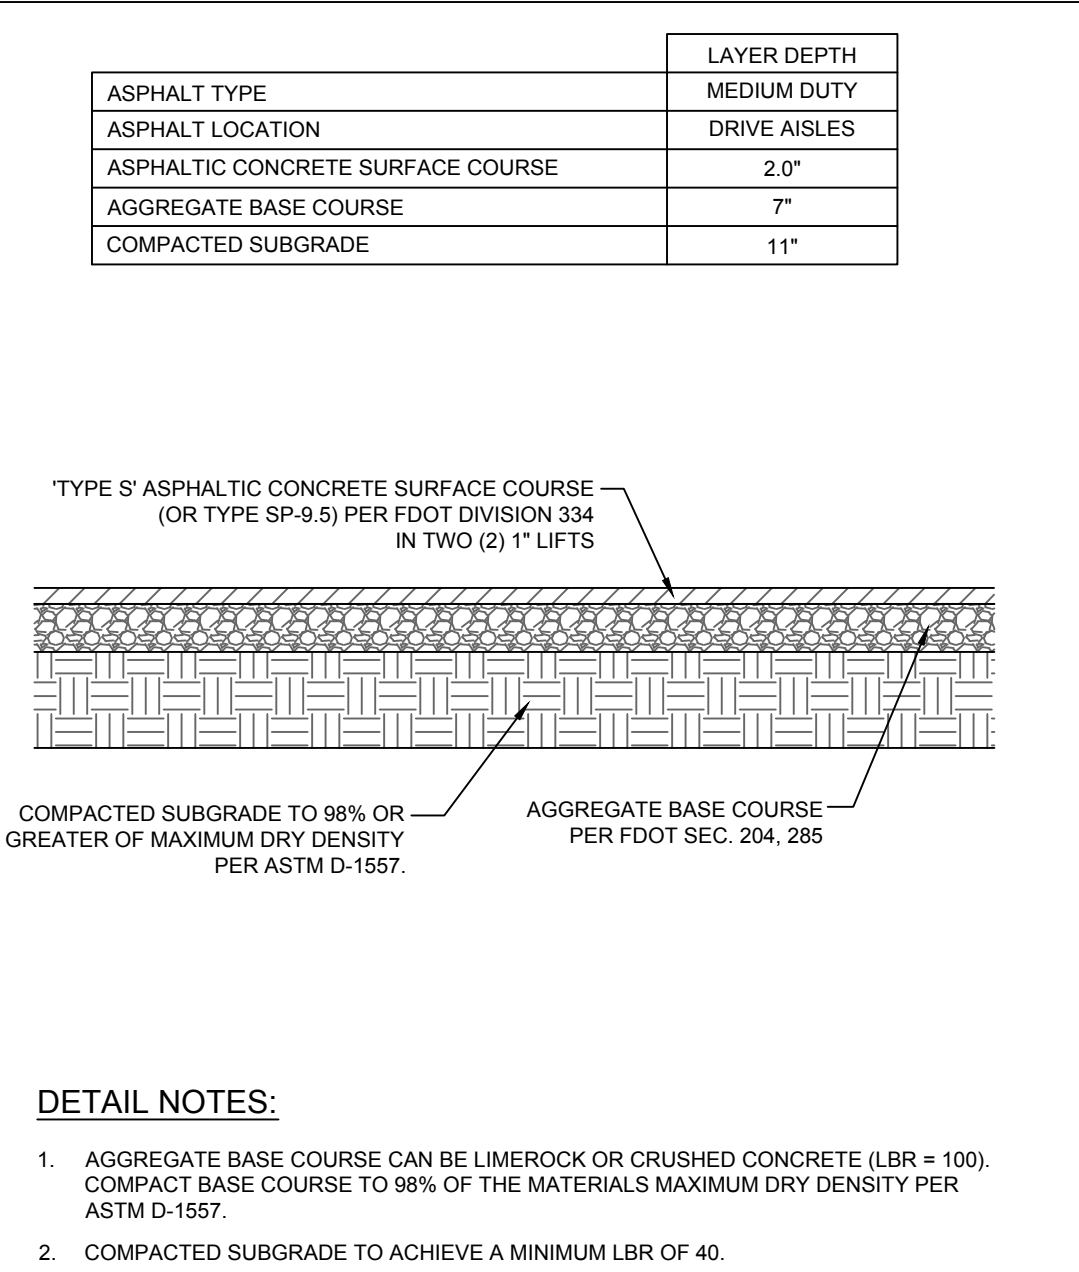 LAYER DEPTH
ASPHALT TYPE MEDIUM DUTY
ASPHALT LOCATION DRIVE AISLES
ASPHALTIC CONCRETE SURFACE COURSE 2.0"
AGGREGATE BASE COURSE 7"
COMPACTED SUBGRADE 11"
'TYPE S' ASPHALTIC CONCRETE SURFACE COURSE
(OR TYPE SP-9.5) PER FDOT DIVISION 334
IN TWO (2) 1" LIFTS
COMPACTED SUBGRADE TO 98% OR
GREATER OF MAXIMUM DRY DENSITY
PER ASTM D-1557.
AGGREGATE BASE COURSE
PER FDOT SEC. 204, 285
DETAIL NOTES:
1. AGGREGATE BASE COURSE CAN BE LIMEROCK OR CRUSHED CONCRETE (LBR = 100).
COMPACT BASE COURSE TO 98% OF THE MATERIALS MAXIMUM DRY DENSITY PER
ASTM D-1557.
2. COMPACTED SUBGRADE TO ACHIEVE A MINIMUM LBR OF 40.